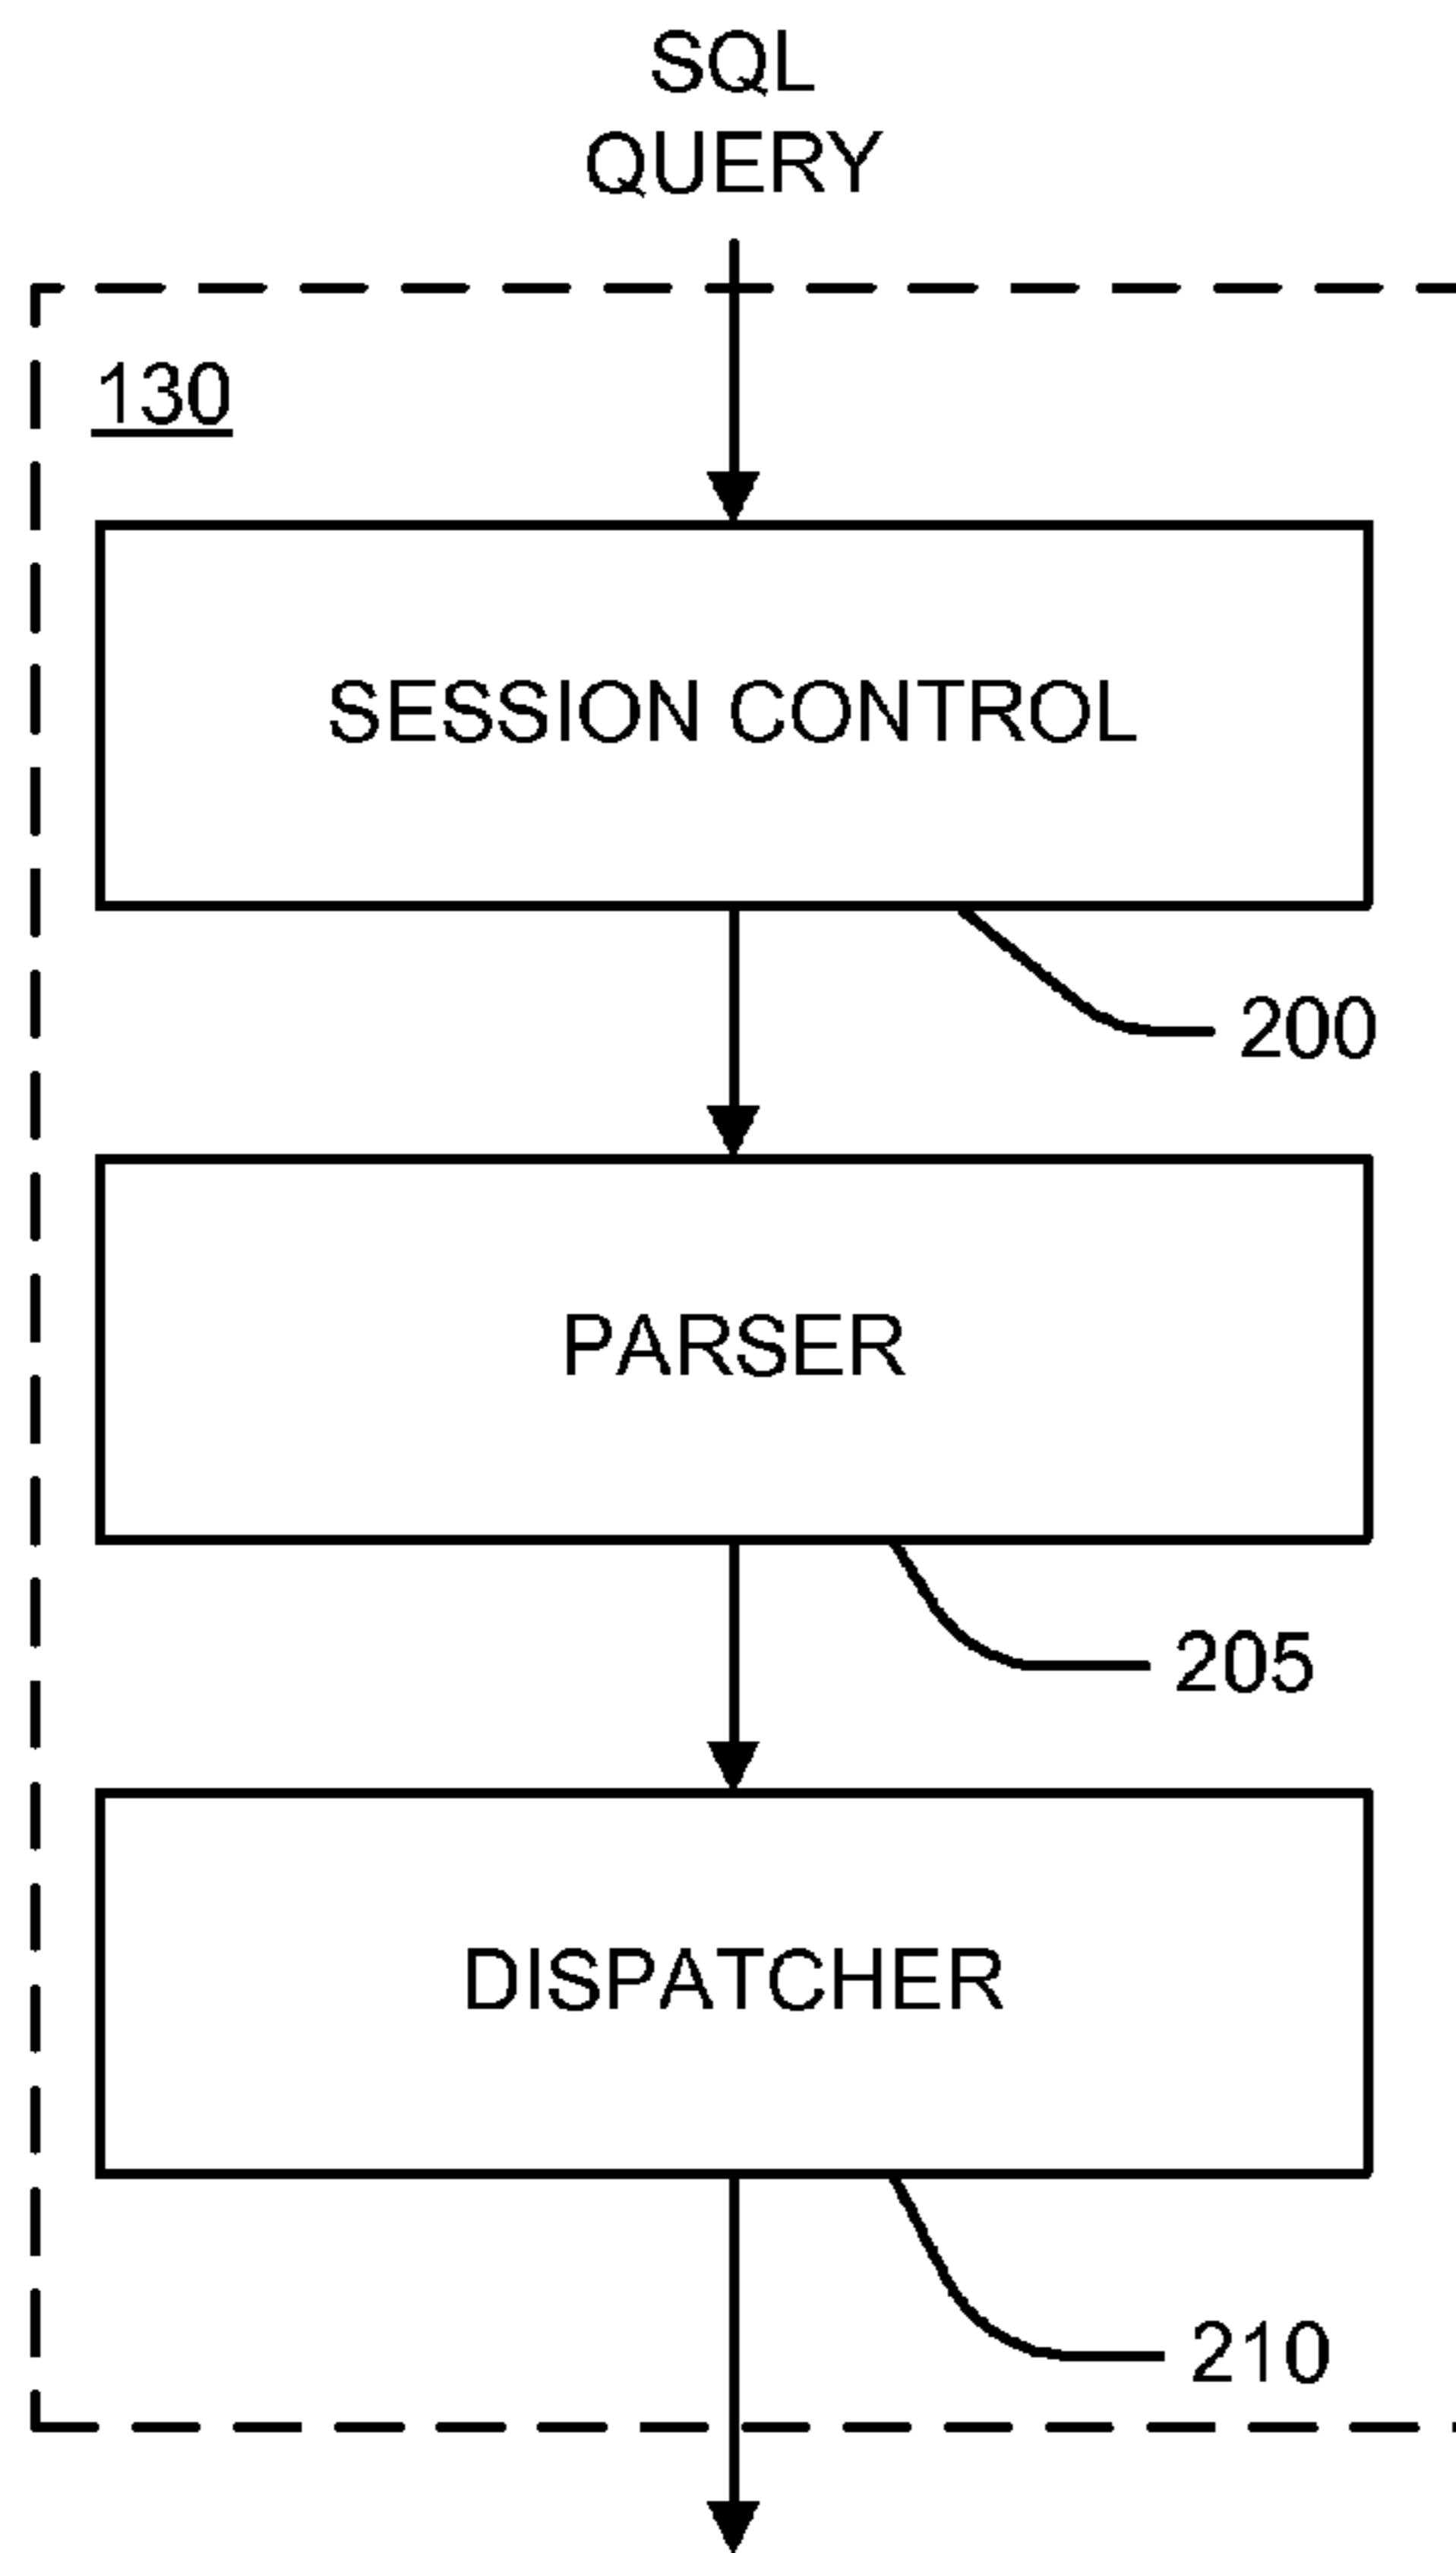 SQL
QUERY
130
SESSION CONTROL
200
PARSER
205
DISPATCHER
210